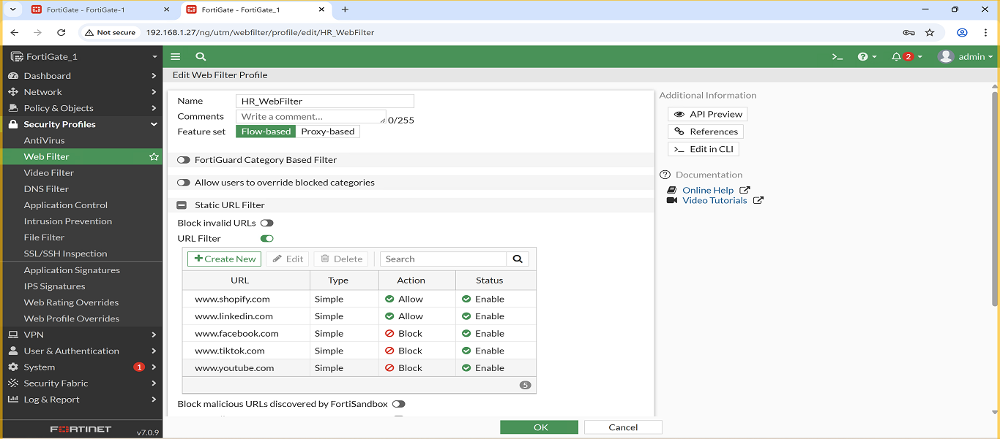 FortiGate - FortiGate-1
FortiGate - FortiGate_1
Not secure
192.168.1.27/ng/utm/webfilter/profile/edit/HR_WebFilter
FortiGate_1
2
admin
Dashboard
Network
Policy & Objects
Security Profiles
AntiVirus
Web Filter
Video Filter
DNS Filter
Application Control
Intrusion Prevention
File Filter
SSL/SSH Inspection
Application Signatures
IPS Signatures
Web Rating Overrides
Web Profile Overrides
VPN
User & Authentication
System 1
Security Fabric
Log & Report
FORTINET
v7.0.9
Edit Web Filter Profile
Name HR_WebFilter
Comments Write a comment... 0/255
Feature set Flow-based Proxy-based
FortiGuard Category Based Filter
Allow users to override blocked categories
Static URL Filter
Block invalid URLs
URL Filter
Create New Edit Delete Search
URL Type Action Status
www.shopify.com Simple Allow Enable
www.linkedin.com Simple Allow Enable
www.facebook.com Simple Block Enable
www.tiktok.com Simple Block Enable
www.youtube.com Simple Block Enable
5
Block malicious URLs discovered by FortiSandbox
OK Cancel
Additional Information
API Preview
References
>_ Edit in CLI
Documentation
Online Help
Video Tutorials